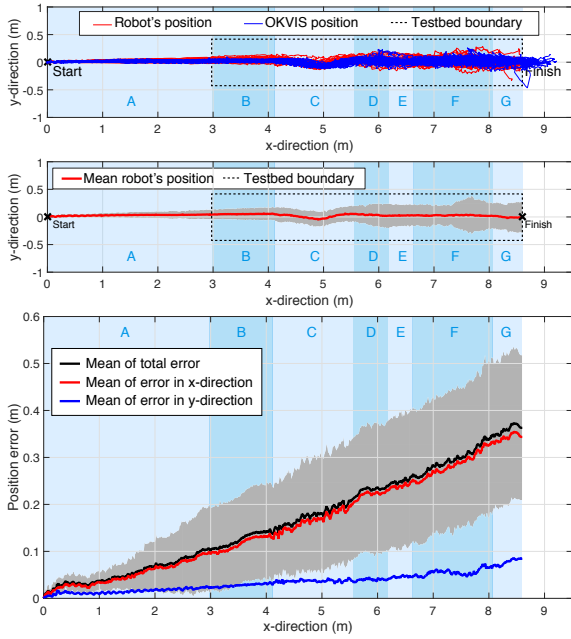 Robot's position OKVIS position Testbed boundary
1
0.5
0
-0.5
-1
y-direction (m)
Start
Finish
A B C D E F G
0 1 2 3 4 5 6 7 8 9
x-direction (m)
Mean robot's position Testbed boundary
1
0.5
0
-0.5
-1
y-direction (m)
Start
Finish
A B C D E F G
0 1 2 3 4 5 6 7 8 9
x-direction (m)
0.6
0.5
0.4
0.3
0.2
0.1
0
Position error (m)
A B C D E F G
Mean of total error
Mean of error in x-direction
Mean of error in y-direction
0 1 2 3 4 5 6 7 8 9
x-direction (m)